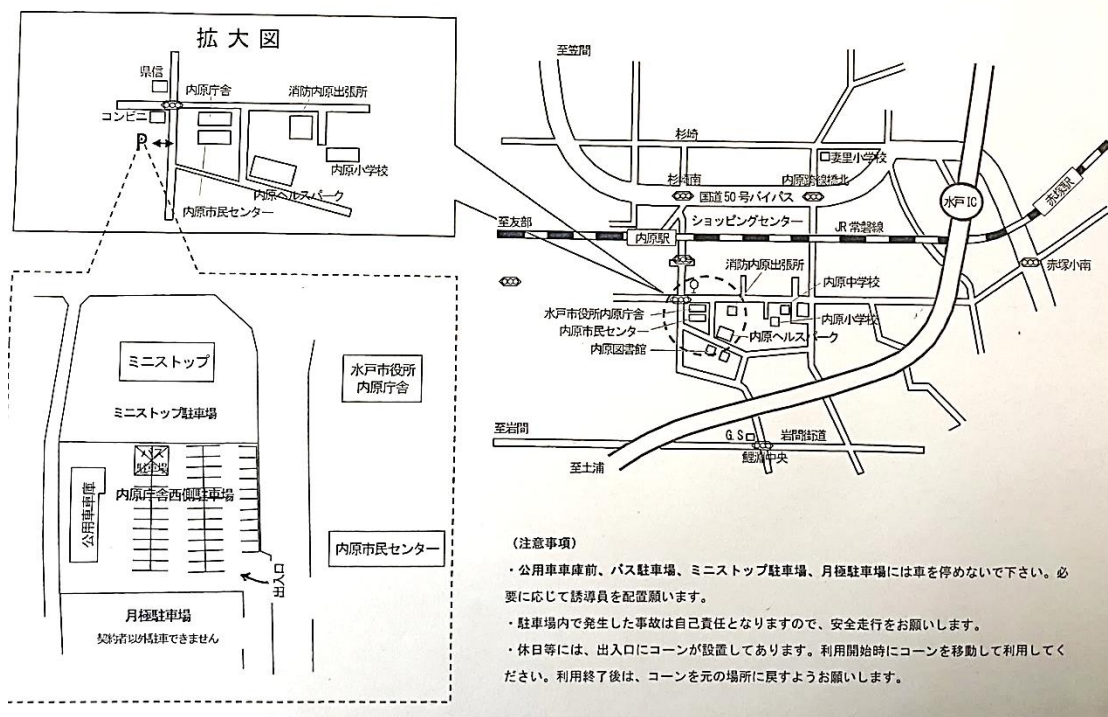 拡大図
県信
内原庁舎
消防内原出張所
コンビニ
P
内原小学校
内原ヘルスパーク
内原市民センター
ミニストップ
水戸市役所
内原庁舎
ミニストップ駐車場
バス
駐車場
内原庁舎西側駐車場
公用車車庫
内原市民センター
出入口
月極駐車場
契約者以外駐車できません
至笠間
杉崎
妻里小学校
杉崎南
内原跨線橋北
国道50号バイパス
水戸IC
赤塚駅
至友部
ショッピングセンター
内原駅
JR常磐線
赤塚小南
消防内原出張所
内原中学校
水戸市役所内原庁舎
内原小学校
内原市民センター
内原ヘルスパーク
内原図書館
至岩間
G.S
岩間街道
鯉淵中央
至土浦
(注意事項)
・公用車車庫前、バス駐車場、ミニストップ駐車場、月極駐車場には車を停めないで下さい。必
要に応じて誘導員を配置願います。
・駐車場内で発生した事故は自己責任となりますので、安全走行をお願いします。
・休日等には、出入口にコーンが設置してあります。利用開始時にコーンを移動して利用してく
ださい。利用終了後は、コーンを元の場所に戻すようお願いします。